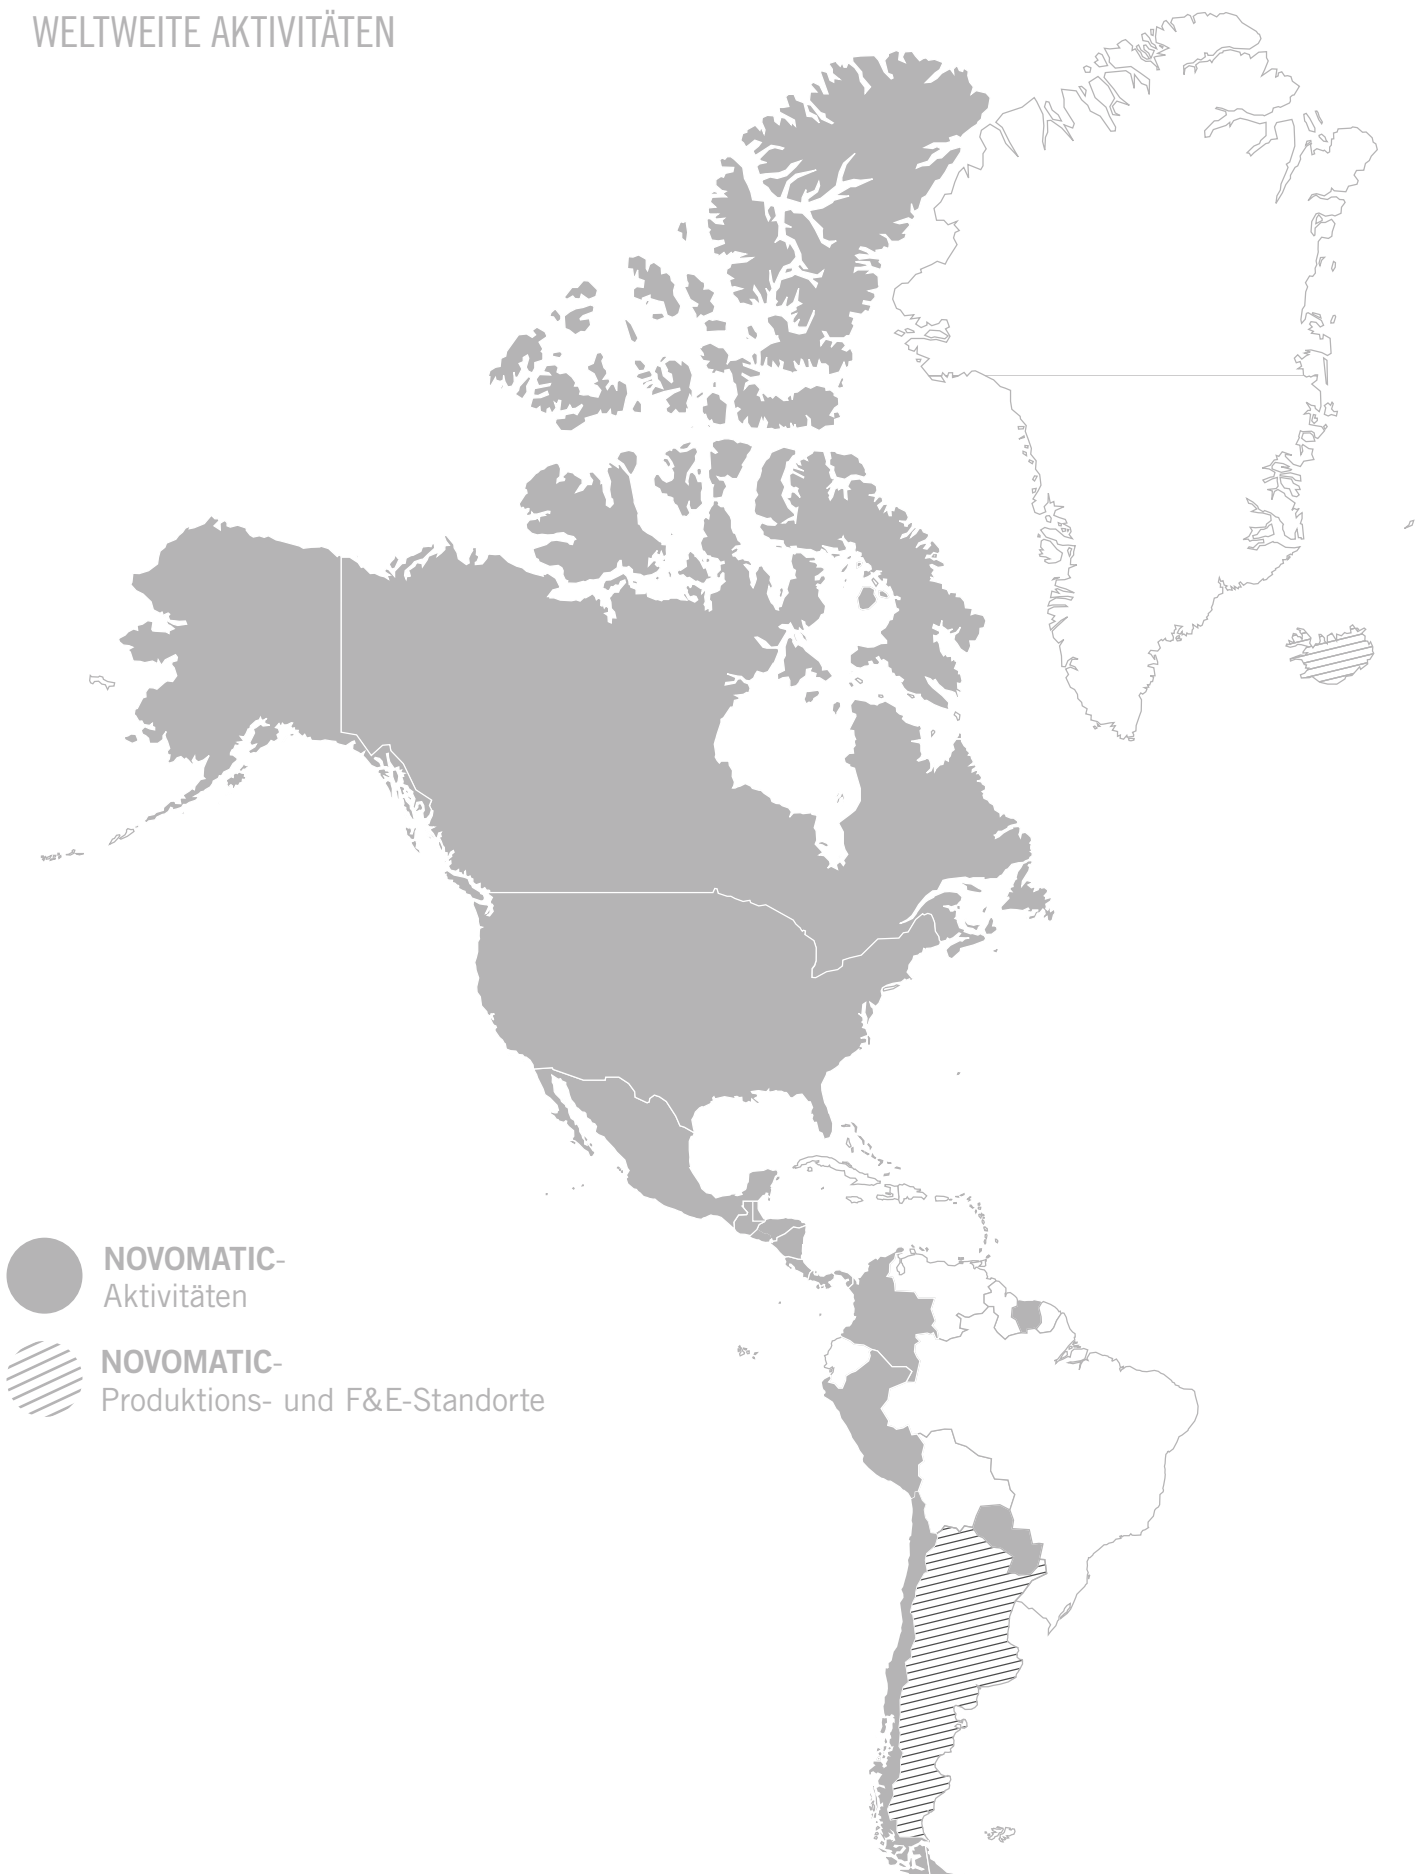 WELTWEITE AKTIVITÄTEN
NOVOMATIC-
Aktivitäten
NOVOMATIC-
Produktions- und F&E-Standorte